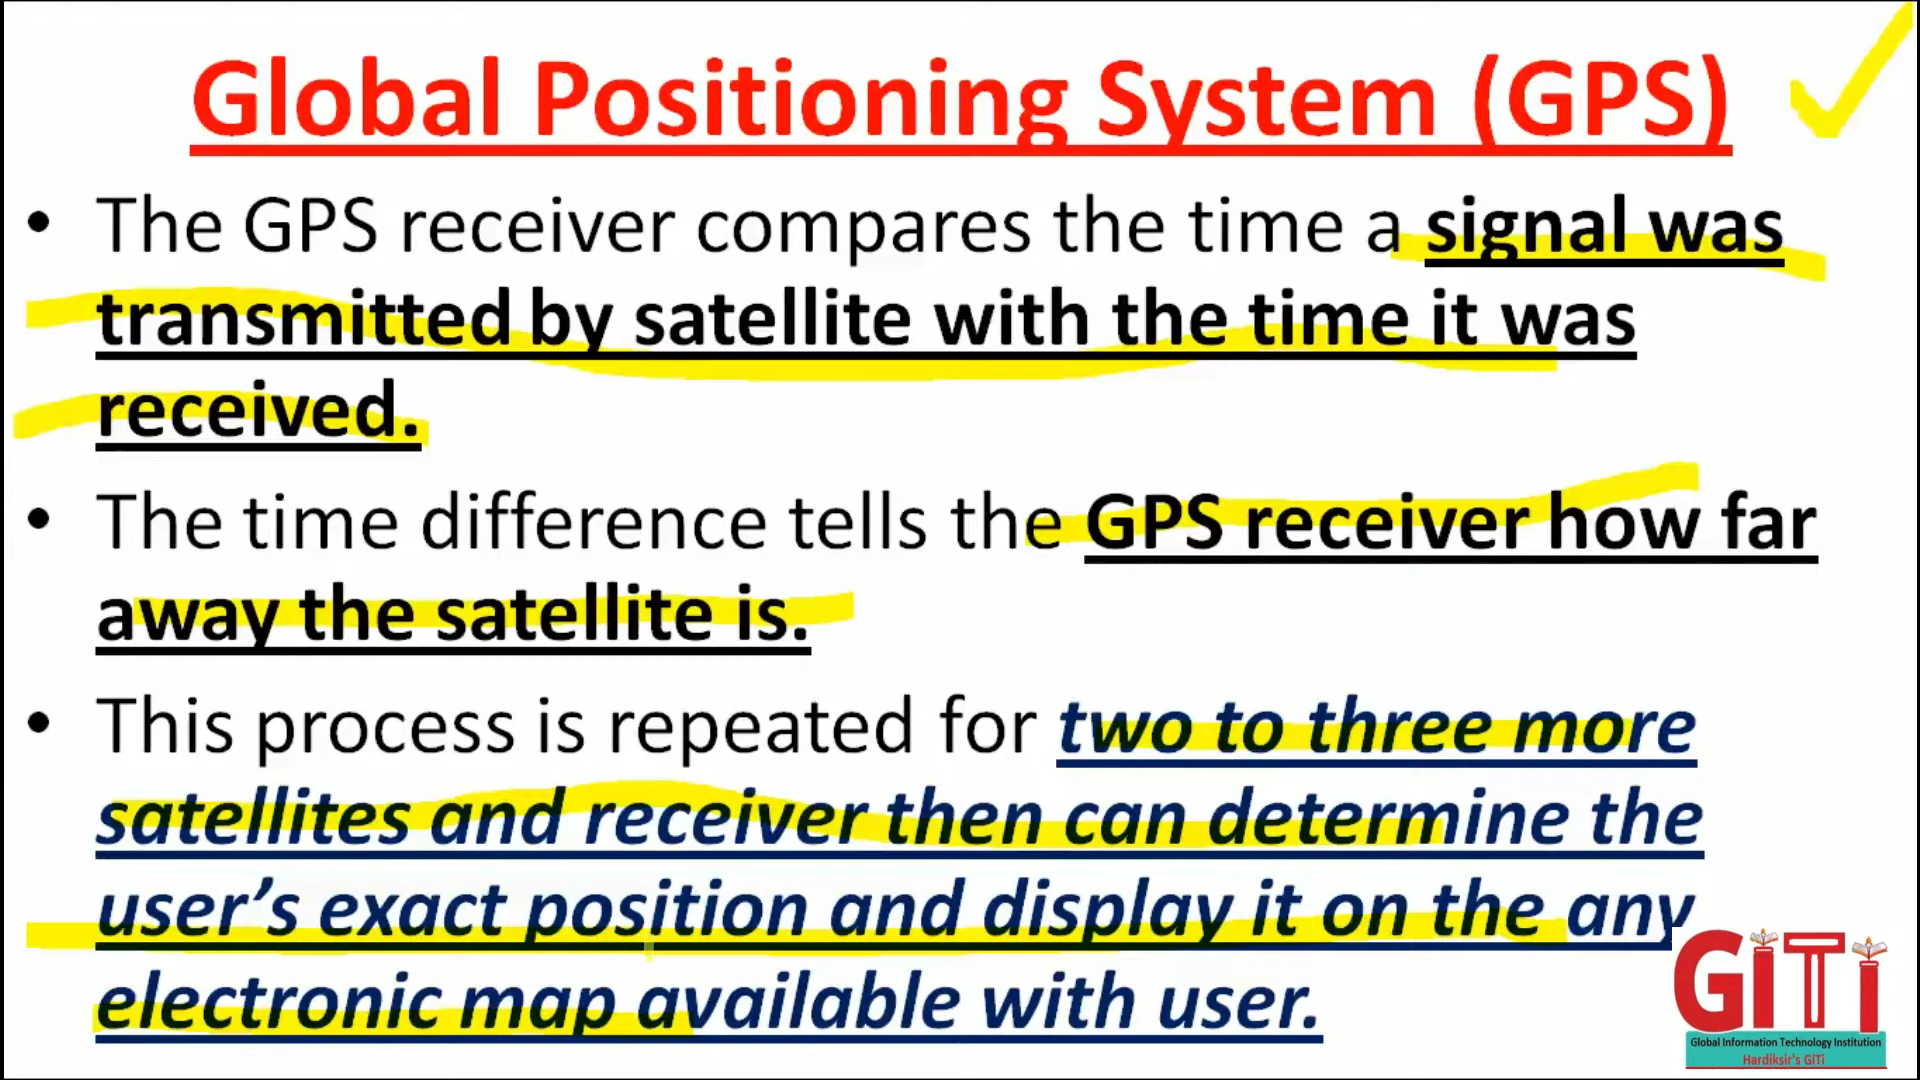 Global Positioning System (GPS)
• The GPS receiver compares the time a signal was
transmitted by satellite with the time it was
received.
• The time difference tells the GPS receiver how far
away the satellite is.
• This process is repeated for two to three more
satellites and receiver then can determine the
user’s exact position and display it on the any
electronic map available with user.
GiTi
Global Information Technology Institution
Hardiksir's GiTi